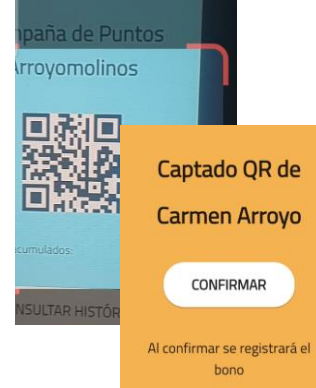 mpaña de Puntos
Arroyomolinos
cumulados:
NSULTAR HISTÓR
Captado QR de
Carmen Arroyo
CONFIRMAR
Al confirmar se registrará el
bono